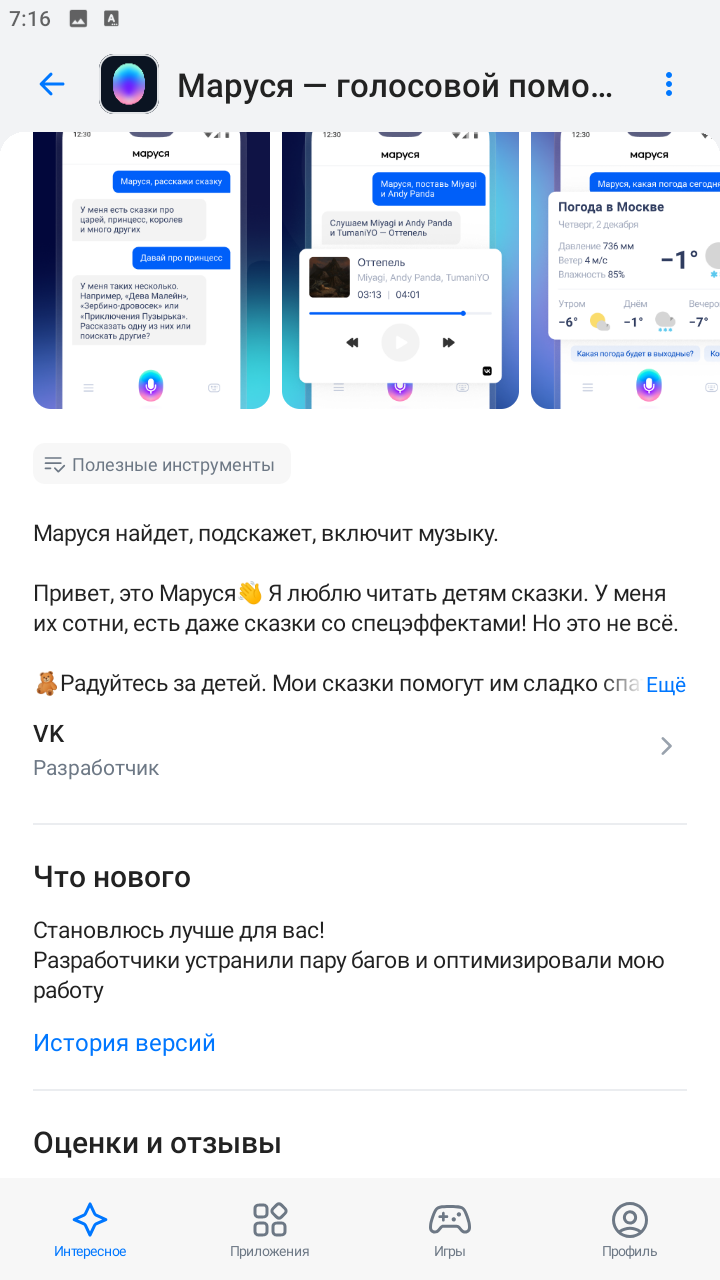 7:16
Маруся — голосовой помо...
12:30
маруся
Маруся, расскажи сказку
У меня есть сказки про
царей, принцесс, королев
и много других
Давай про принцесс
У меня таких несколько.
Например, «Дева Малейн»,
«Зербино-дровосек» или
«Приключения Пузырька».
Рассказать одну из них или
поискать другие?
12:30
маруся
Маруся, поставь Miyagi
и Andy Panda
Слушаем Miyagi и Andy Panda
и TumaniYO — Оттепель
Оттепель
Miyagi, Andy Panda, TumaniYO
03:13 | 04:01
12:30
маруся
Маруся, какая погода сегодня
Погода в Москве
Четверг, 2 декабря
Давление 736 мм
Ветер 4 м/с
Влажность 85%
−1°
Утром
Днём
−6°
−1°
−7°
Какая погода будет в выходные?
Полезные инструменты
Маруся найдет, подскажет, включит музыку.
Привет, это Маруся👋 Я люблю читать детям сказки. У меня
их сотни, есть даже сказки со спецэффектами! Но это не всё.
🧸Радуйтесь за детей. Мои сказки помогут им сладко спа Ещё
VK
Разработчик
Что нового
Становлюсь лучше для вас!
Разработчики устранили пару багов и оптимизировали мою
работу
История версий
Оценки и отзывы
Интересное
Приложения
Игры
Профиль